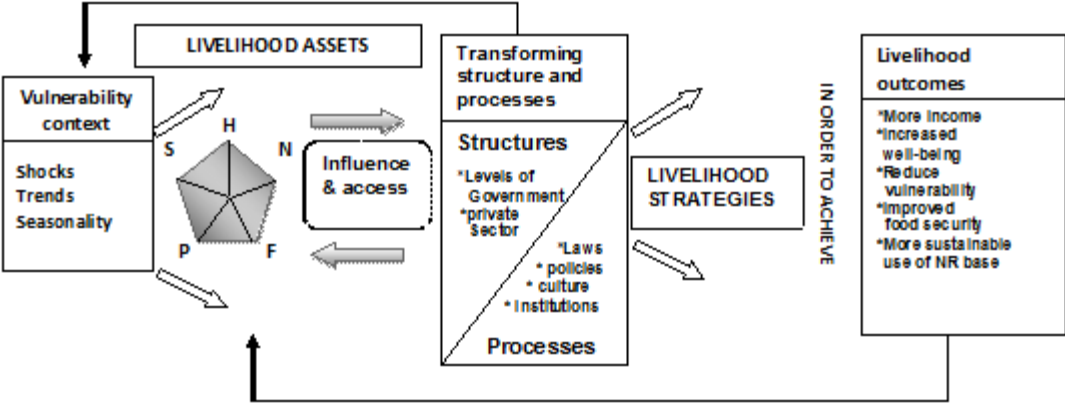 LIVELIHOOD ASSETS
Vulnerability
context
Shocks
Trends
Seasonality
H
S
N
P
F
Influence
& access
Transforming
structure and
processes
Structures
*Levels of
Government
*private
Sector
*Laws
* policies
* culture
* Institutions
Processes
LIVELIHOOD
STRATEGIES
IN ORDER TO ACHIEVE
Livelihood
outcomes
*More Income
*Increased
well-being
*Reduce
vulnerability
*Improved
food security
*More sustainable
use of NR base